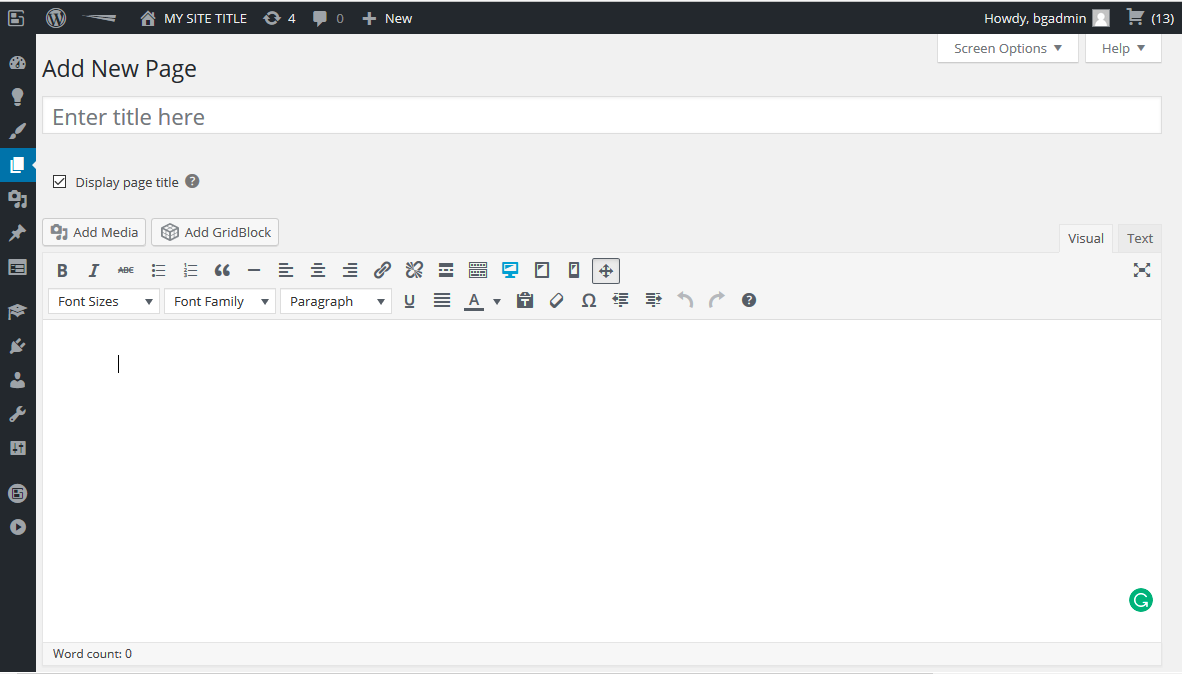 MY SITE TITLE 4 0 New Howdy, bgadmin (13)
Screen Options Help
Add New Page
Enter title here
Display page title ?
Add Media Add GridBlock Visual Text
B I ABC
Font Sizes Font Family Paragraph U A T Ω ?
Word count: 0